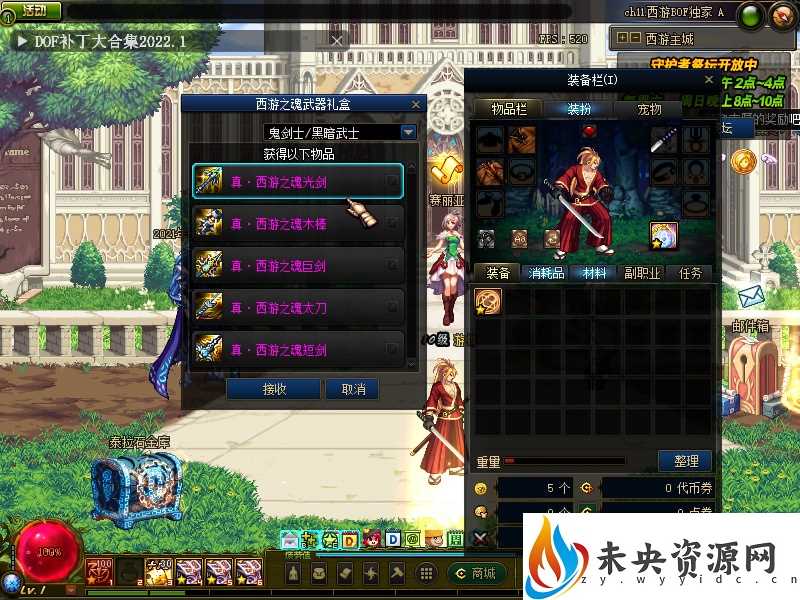 活动
ch11.西游BOF独家 A
DOF补丁大合集2022.1
FPS : 520
西游主城
守护者祭坛开放中
午 2点~4点
晚上 8点~10点
装备栏(I)
西游之魂武器礼盒
物品栏 装扮 宠物
鬼剑士/黑暗武士
获得以下物品
真·西游之魂光剑
真·西游之魂木棒
真·西游之魂巨剑
真·西游之魂太刀
真·西游之魂短剑
接收 取消
赛丽亚
装备 消耗品 材料 副职业 任务
邮件箱
泰拉石金库
重量 整理
5 个 0 代币券
0 个 0 点券
100%
Lv. 1
商城
未央资源网
zy.wyyidc.cn